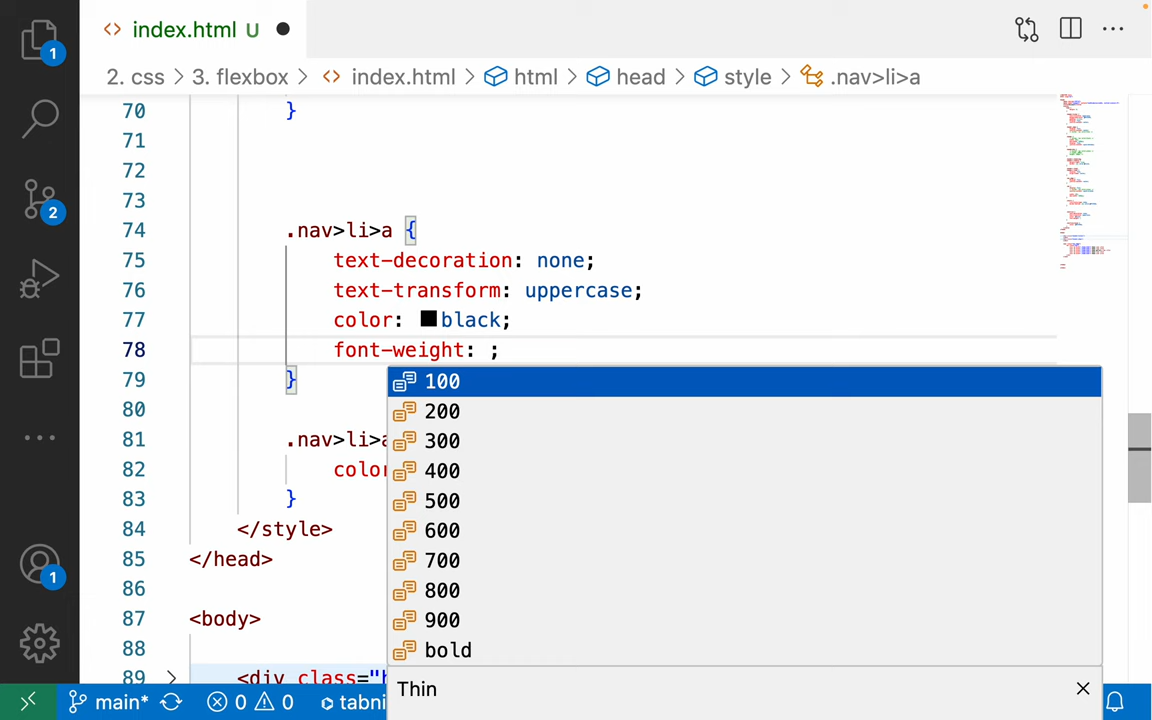 1
index.html U
2. css > 3. flexbox > index.html > html > head > style > .nav>li>a
70 }
71
72
73
2
74 .nav>li>a {
75 text-decoration: none;
76 text-transform: uppercase;
77 color: black;
78 font-weight: ;
79 }
100
200
300
400
500
600
700
800
900
bold
Thin
80
81 .nav>li>a
82 color
83 }
84 </style>
85 </head>
1
86
87 <body>
88
89 <div class="h
main* 0 0 tabni